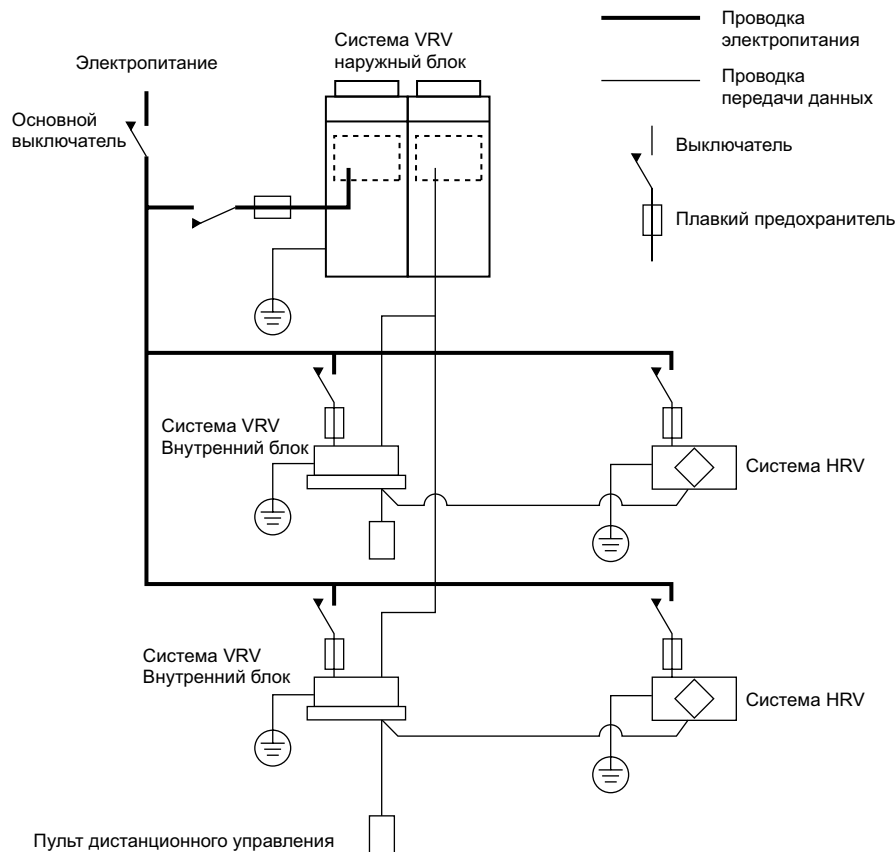 Электропитание
Основной
выключатель
Система VRV
наружный блок
Проводка
электропитания
Проводка
передачи данных
Выключатель
Плавкий предохранитель
Система VRV
Внутренний блок
Система HRV
Система VRV
Внутренний блок
Система HRV
Пульт дистанционного управления